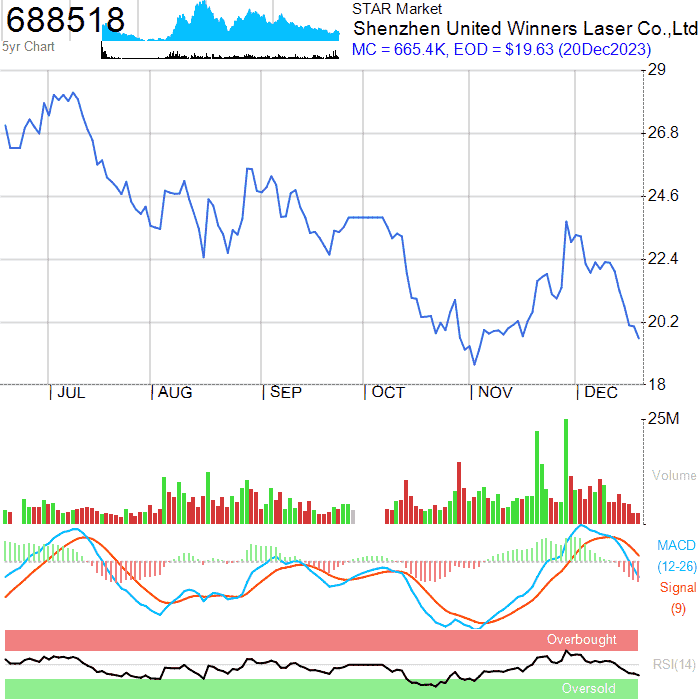 688518
5yr Chart
STAR Market
Shenzhen United Winners Laser Co.,Ltd
MC = 665.4K, EOD = $19.63 (20Dec2023)
29
26.8
24.6
22.4
20.2
18
JUL AUG SEP OCT NOV DEC
25M
Volume
MACD
(12-26)
Signal
(9)
Overbought
RSI(14)
Oversold